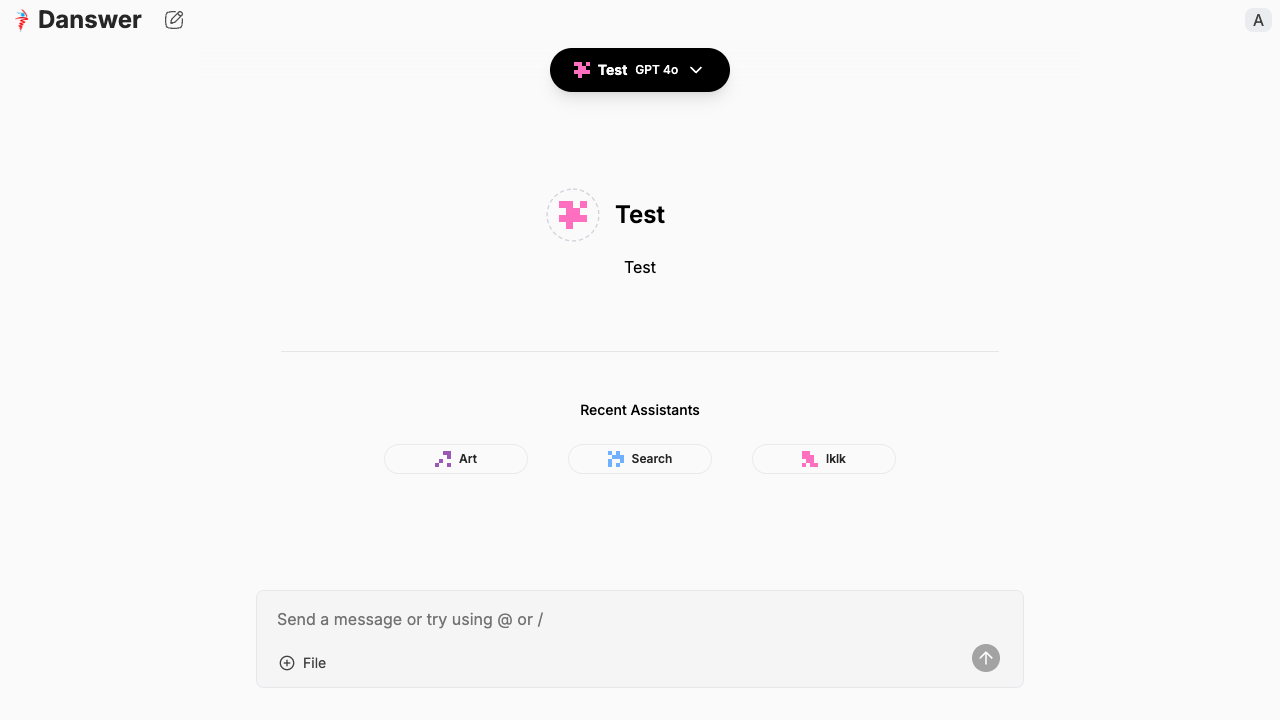 Danswer
A
Test GPT 4o
Test
Test
Recent Assistants
Art
Search
lklk
Send a message or try using @ or /
File